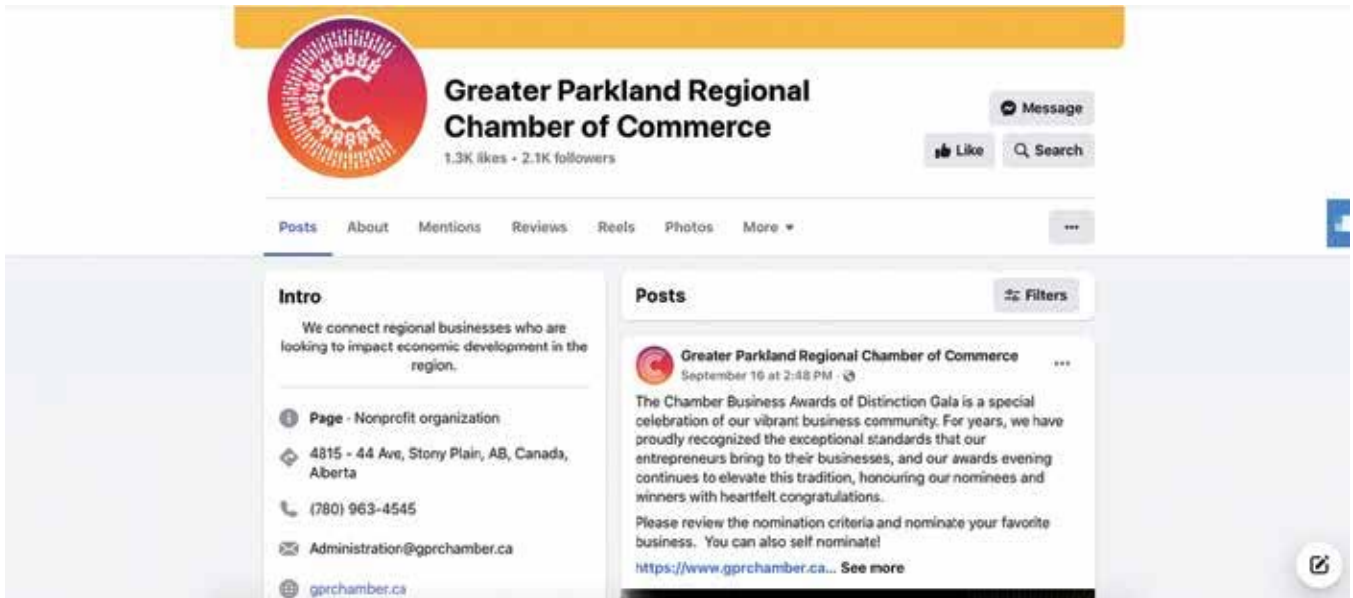 Greater Parkland Regional
Chamber of Commerce
1.3K likes • 2.1K followers
Message
Like
Search
Posts About Mentions Reviews Reels Photos More
Intro
We connect regional businesses who are
looking to impact economic development in the
region.
Page · Nonprofit organization
4815 - 44 Ave, Stony Plain, AB, Canada,
Alberta
(780) 963-4545
Administration@gprchamber.ca
gprchamber.ca
Posts
Filters
Greater Parkland Regional Chamber of Commerce
September 16 at 2:48 PM ·
The Chamber Business Awards of Distinction Gala is a special
celebration of our vibrant business community. For years, we have
proudly recognized the exceptional standards that our
entrepreneurs bring to their businesses, and our awards evening
continues to elevate this tradition, honouring our nominees and
winners with heartfelt congratulations.
Please review the nomination criteria and nominate your favorite
business. You can also self nominate!
https://www.gprchamber.ca... See more